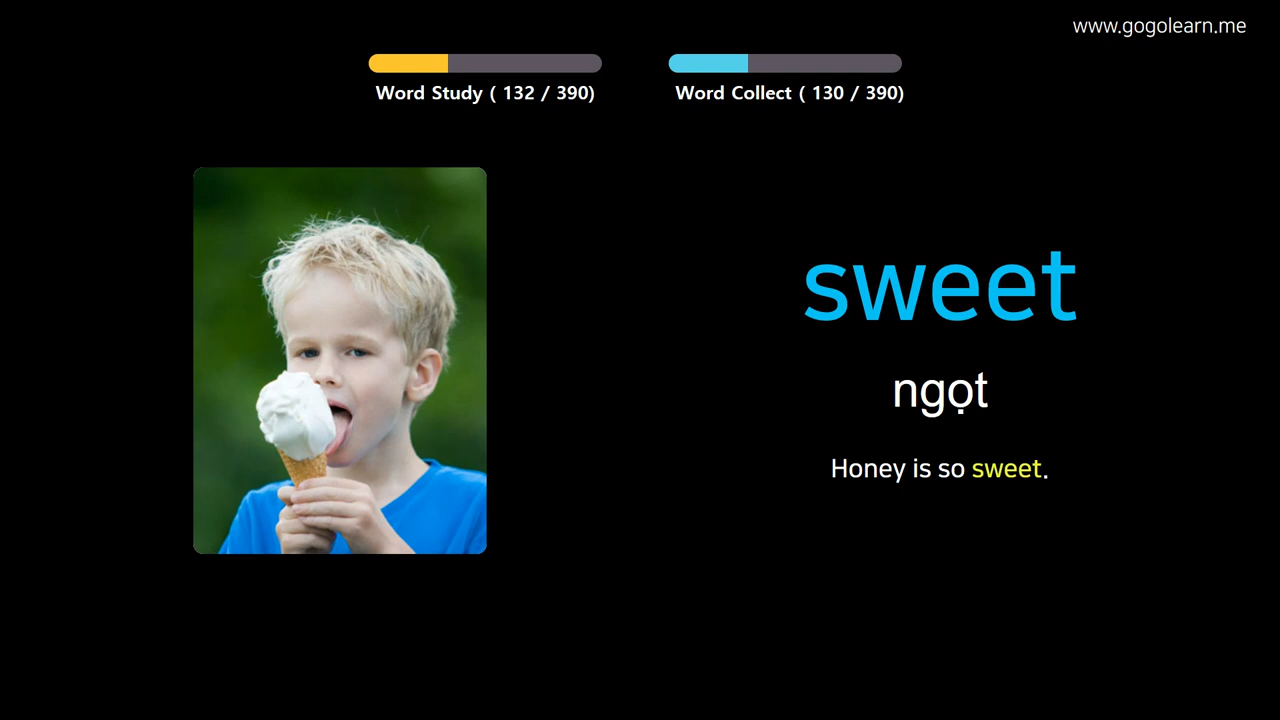 www.gogolearn.me
Word Study ( 132 / 390)
Word Collect ( 130 / 390)
sweet
ngọt
Honey is so sweet.